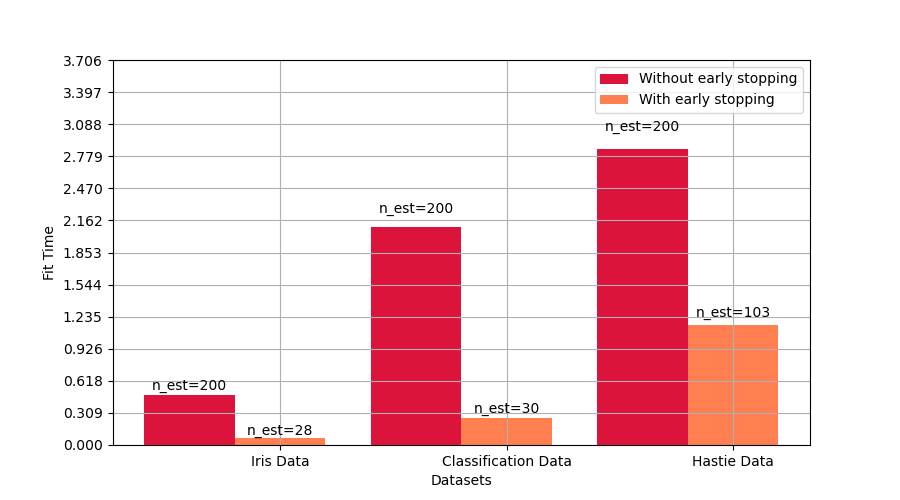 3.706
3.397
3.088
2.779
2.470
2.162
1.853
1.544
1.235
0.926
0.618
0.309
0.000
Fit Time
Without early stopping
With early stopping
n_est=200
n_est=200
n_est=103
n_est=200
n_est=30
n_est=28
Iris Data
Classification Data
Hastie Data
Datasets